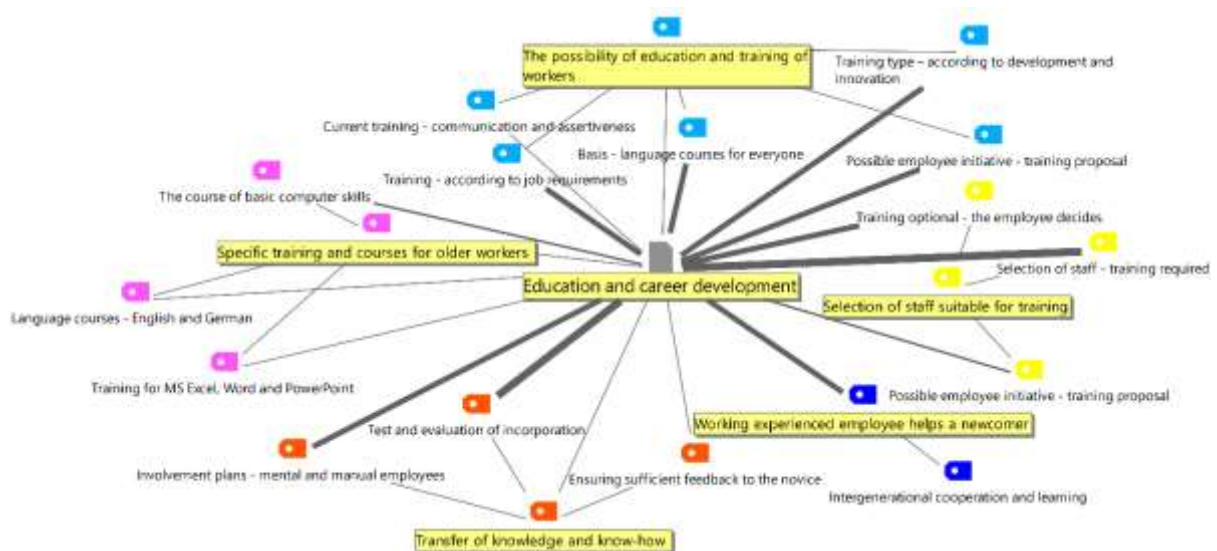 The possibility of education and training of
workers
Training type - according to development and
innovation
Current training - communication and assertiveness
Basis - language courses for everyone
Possible employee initiative - training proposal
Training - according to job requirements
The course of basic computer skills
Training optional - the employee decides
Specific training and courses for older workers
Selection of staff - training required
Education and career development
Selection of staff suitable for training
Language courses - English and German
Training for MS Excel, Word and PowerPoint
Possible employee initiative - training proposal
Working experienced employee helps a newcomer
Test and evaluation of incorporation
Involvement plans - mental and manual employees
Ensuring sufficient feedback to the novice
Intergenerational cooperation and learning
Transfer of knowledge and know-how